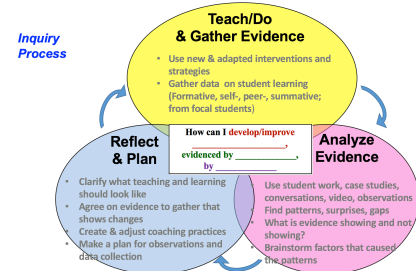 Inquiry
Process
Teach/Do
& Gather Evidence
• Use new & adapted interventions and
strategies
• Gather data on student learning
(Formative, self-, peer-, summative;
from focal students)
How can I develop/improve
____________________,
evidenced by ______________,
by ______________
Reflect
& Plan
• Clarify what teaching and learning
should look like
• Agree on evidence to gather that
shows changes
• Create & adjust coaching practices
• Make a plan for observations and
data collection
Analyze
Evidence
Use student work, case studies,
conversations, video, observations
Find patterns, surprises, gaps
• What is evidence showing and not
showing?
• Brainstorm factors that caused
the patterns